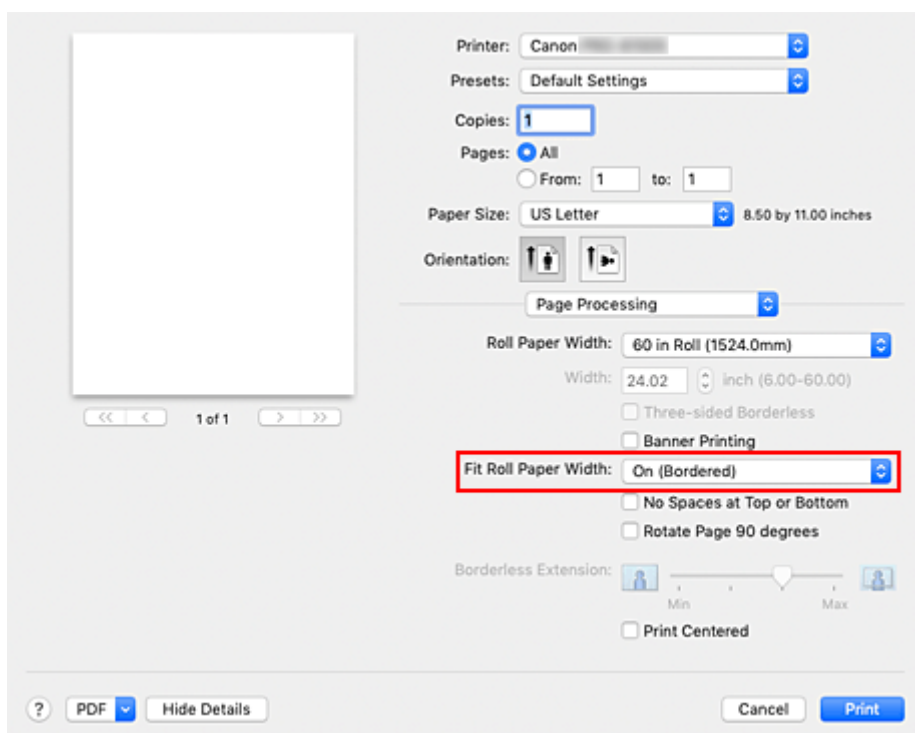 Printer: Canon
Presets: Default Settings
Copies: 1
Pages: All
From: 1 to: 1
Paper Size: US Letter 8.50 by 11.00 inches
Orientation:
Page Processing
Roll Paper Width: 60 in Roll (1524.0mm)
Width: 24.02 inch (6.00-60.00)
Three-sided Borderless
<< < 1 of 1 > >>
Banner Printing
Fit Roll Paper Width: On (Bordered)
No Spaces at Top or Bottom
Rotate Page 90 degrees
Borderless Extension:
Min Max
Print Centered
? PDF Hide Details Cancel Print